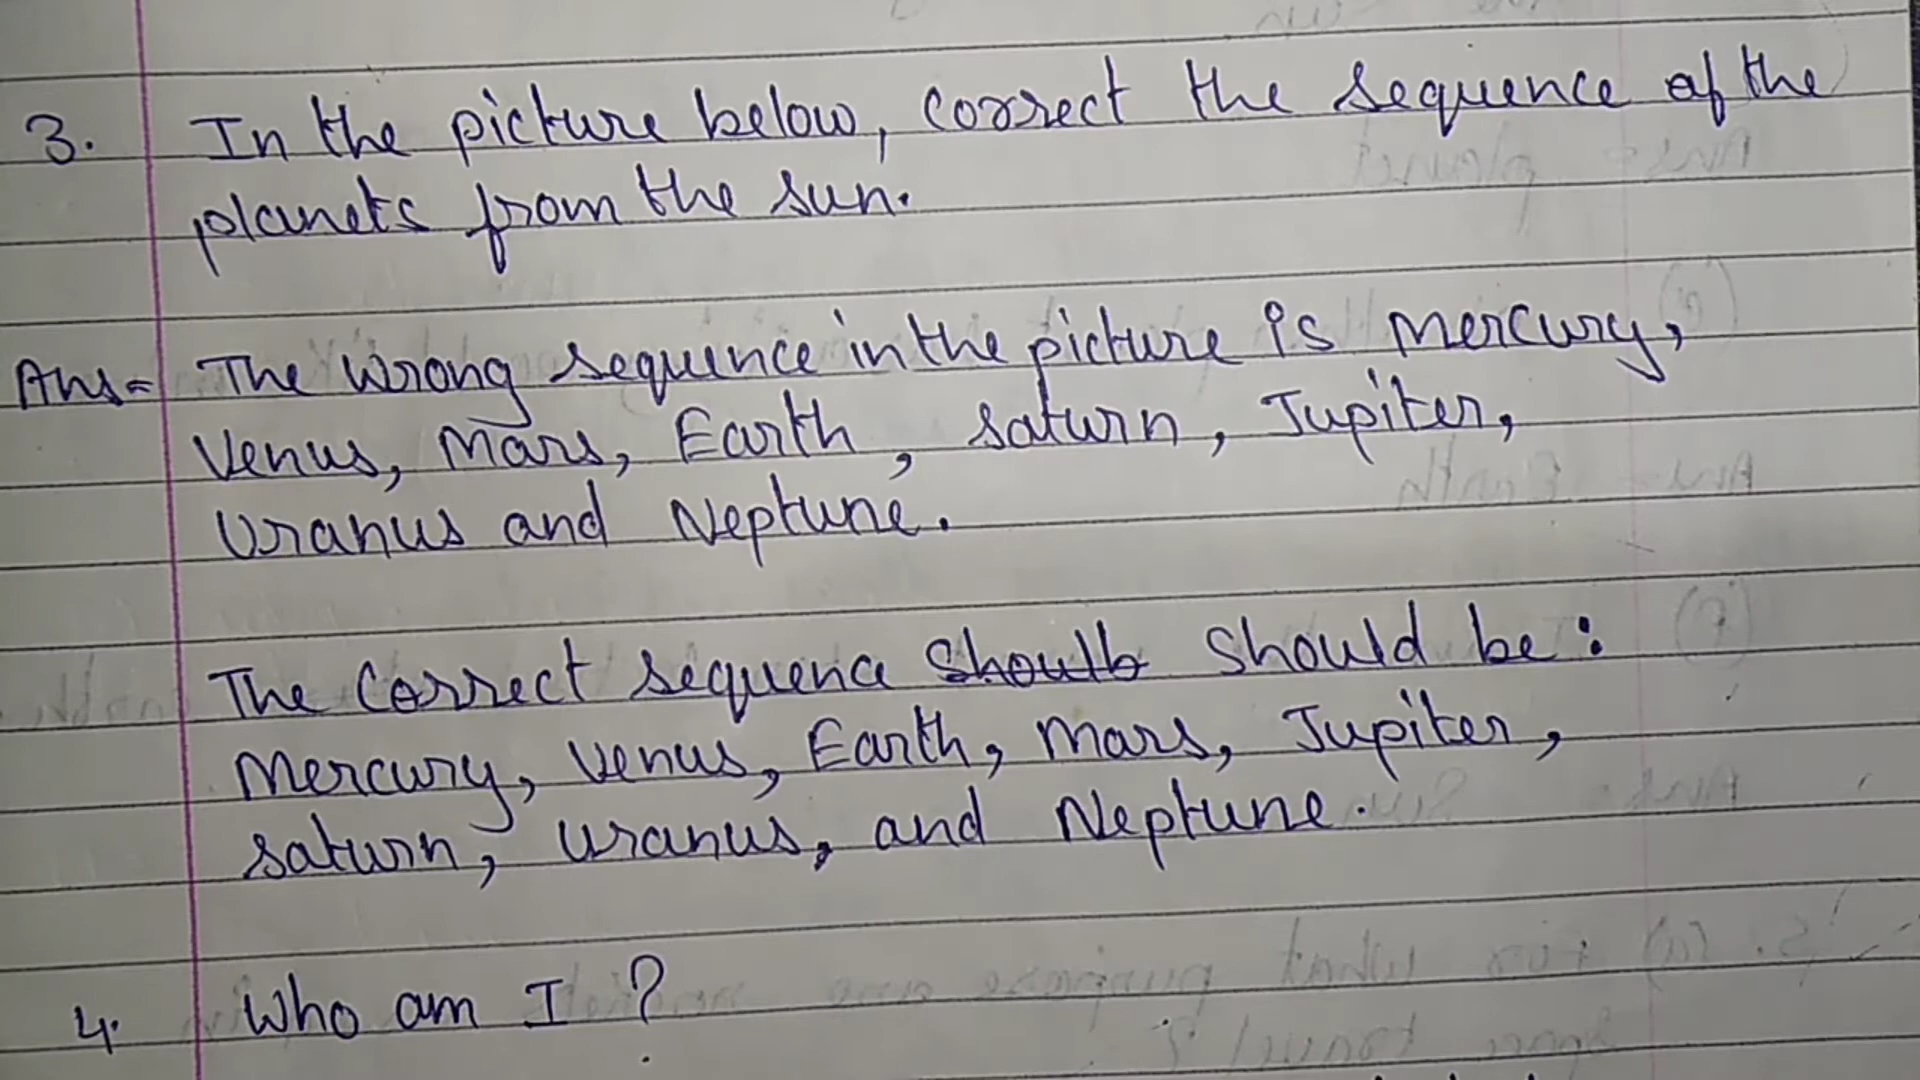 3. In the picture below, correct the sequence of the
planets from the sun.
Ans= The wrong sequence in the picture is Mercury,
Venus, Mars, Earth, saturn, Jupiter,
Uranus and Neptune.
The Correct sequence Shoulb Should be:
Mercury, Venus, Earth, Mars, Jupiter,
saturn, uranus, and Neptune.
4. Who am I ?